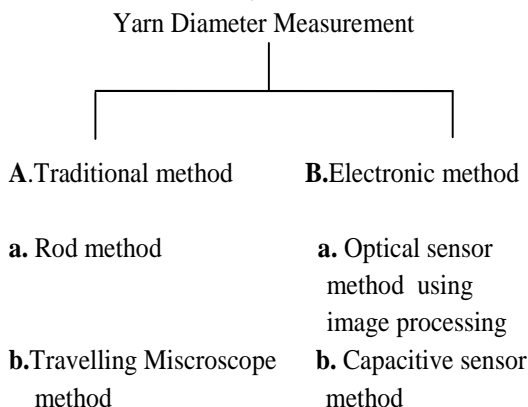 Yarn Diameter Measurement
A.Traditional method
B.Electronic method
a. Rod method
a. Optical sensor
method using
image processing
b.Travelling Miscroscope
method
b. Capacitive sensor
method